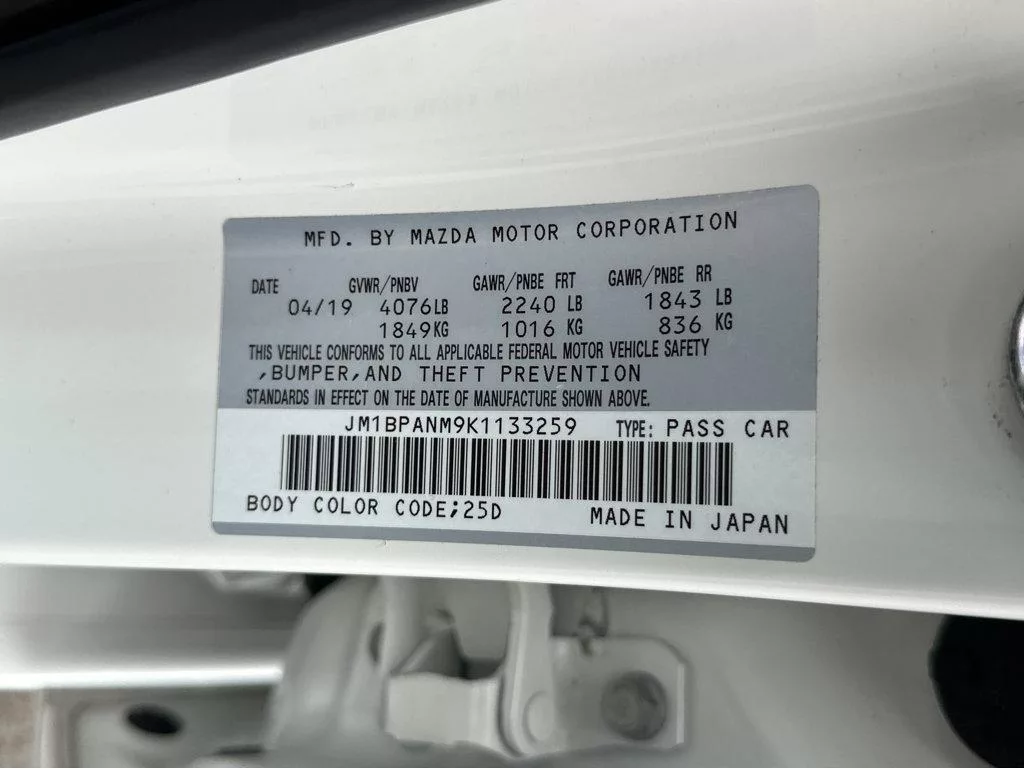 MFD. BY MAZDA MOTOR CORPORATION
DATE GVWR/PNBV GAWR/PNBE FRT GAWR/PNBE RR
04/19 4076LB 2240 LB 1843 LB
1849KG 1016 KG 836 KG
THIS VEHICLE CONFORMS TO ALL APPLICABLE FEDERAL MOTOR VEHICLE SAFETY
,BUMPER,AND THEFT PREVENTION
STANDARDS IN EFFECT ON THE DATE OF MANUFACTURE SHOWN ABOVE.
JM1BPANM9K1133259 TYPE: PASS CAR
BODY COLOR CODE;25D MADE IN JAPAN